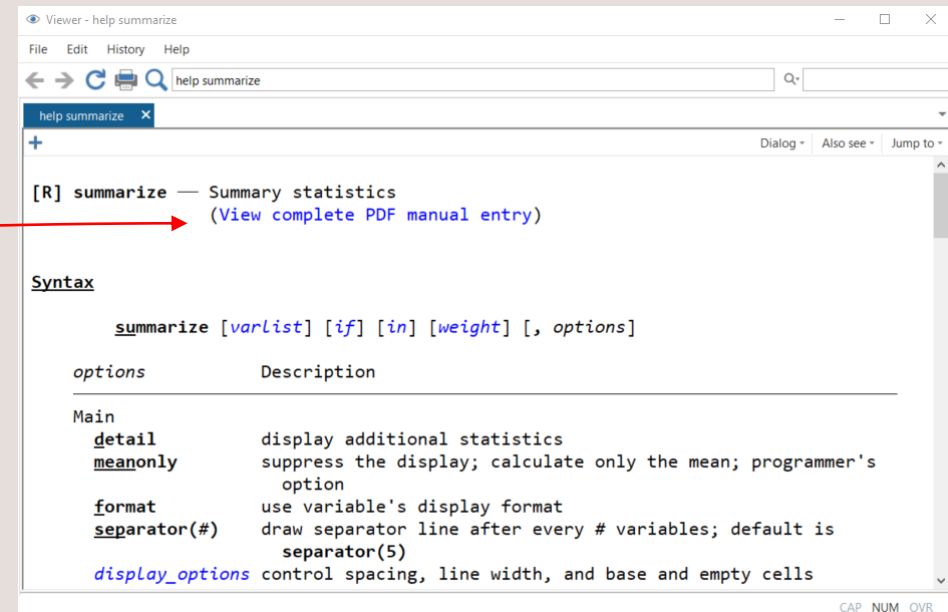 Viewer - help summarize
File Edit History Help
help summarize
help summarize
Dialog Also see Jump to
[R] summarize — Summary statistics
(View complete PDF manual entry)
Syntax
summarize [varlist] [if] [in] [weight] [, options]
options Description
Main
detail display additional statistics
meanonly suppress the display; calculate only the mean; programmer's
option
format use variable's display format
separator(#) draw separator line after every # variables; default is
separator(5)
display_options control spacing, line width, and base and empty cells
CAP NUM OVR